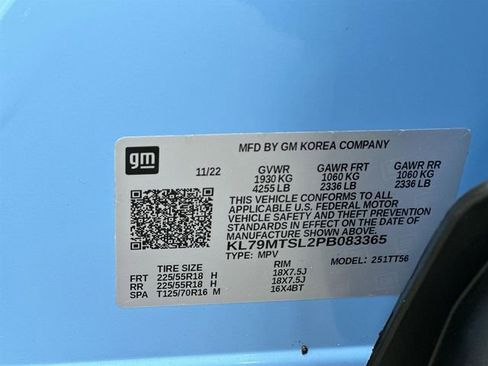 MFD BY GM KOREA COMPANY
gm
11/22 GVWR GAWR FRT GAWR RR
1930 KG 1060 KG 1060 KG
4255 LB 2336 LB 2336 LB
THIS VEHICLE CONFORMS TO ALL
APPLICABLE U.S. FEDERAL MOTOR
VEHICLE SAFETY AND THEFT
PREVENTION STANDARDS IN EFFECT
ON THE DATE OF
MANUFACTURE SHOWN ABOVE.
KL79MTSL2PB083365
TYPE: MPV MODEL: 251TT56
TIRE SIZE RIM
FRT 225/55R18 H 18X7.5J
RR 225/55R18 H 18X7.5J
SPA T125/70R16 M 16X4BT